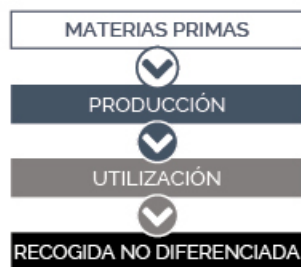 MATERIAS PRIMAS
PRODUCCIÓN
UTILIZACIÓN
RECOGIDA NO DIFERENCIADA